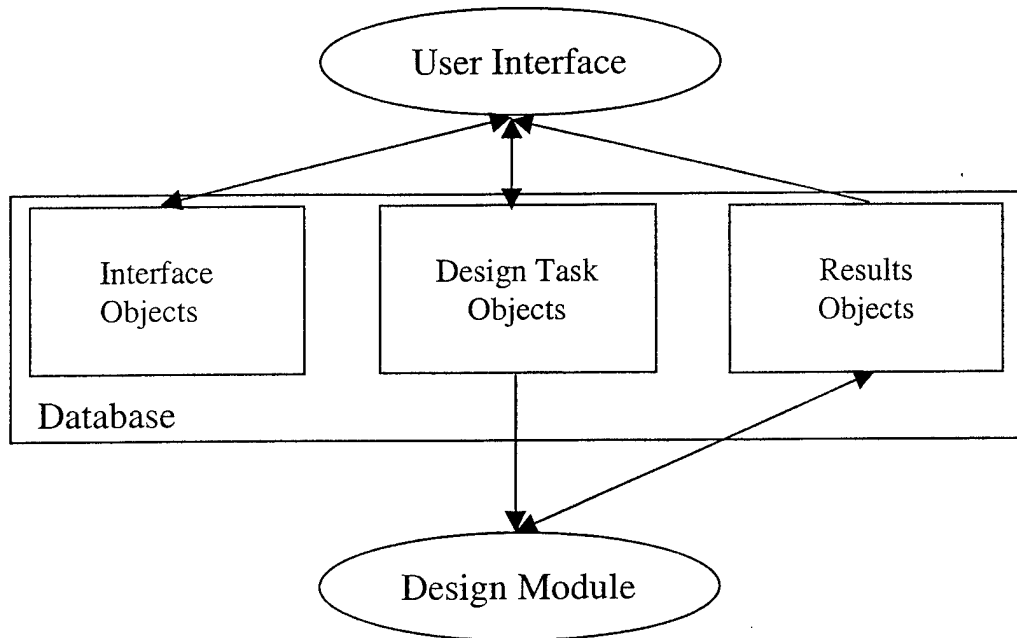 User Interface
Interface
Objects
Design Task
Objects
Results
Objects
Database
Design Module